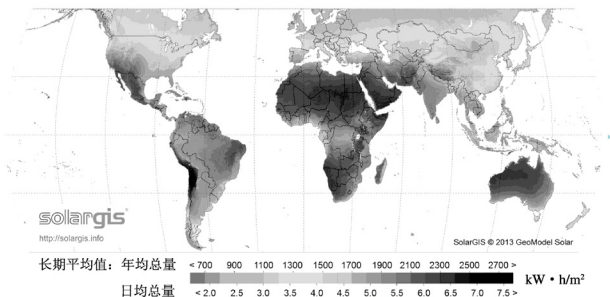 solargis
http://solargis.info
SolarGIS © 2013 GeoModel Solar
长期平均值：年均总量 < 700 900 1100 1300 1500 1700 1900 2100 2300 2500 2700 >
kW·h/m²
日均总量 < 2.0 2.5 3.0 3.5 4.0 4.5 5.0 5.5 6.0 6.5 7.0 7.5 >